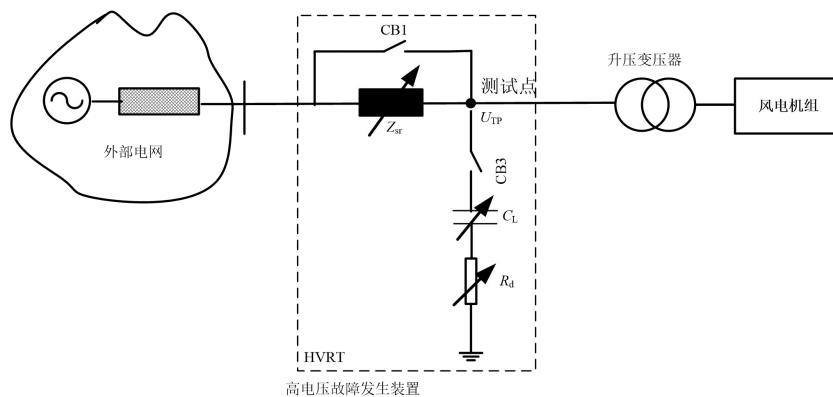 CB1
测试点
升压变压器
外部电网
Zsr
UTP
风电机组
CB3
CL
Rd
HVRT
高电压故障发生装置